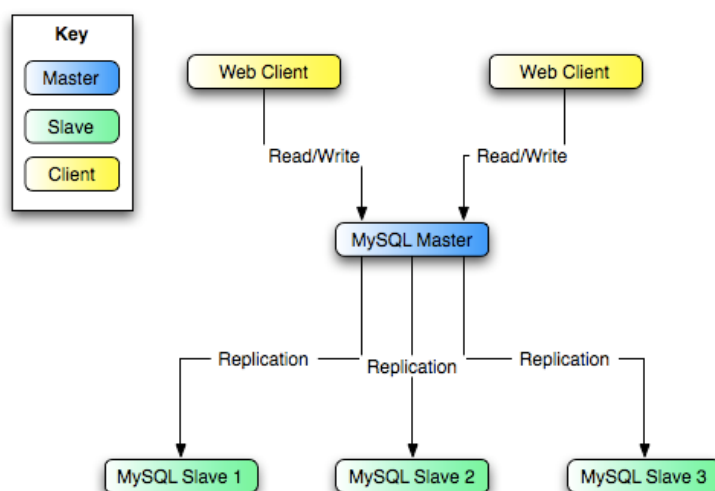 Key
Master
Slave
Client
Web Client
Web Client
Read/Write
Read/Write
MySQL Master
Replication
Replication
Replication
MySQL Slave 1
MySQL Slave 2
MySQL Slave 3